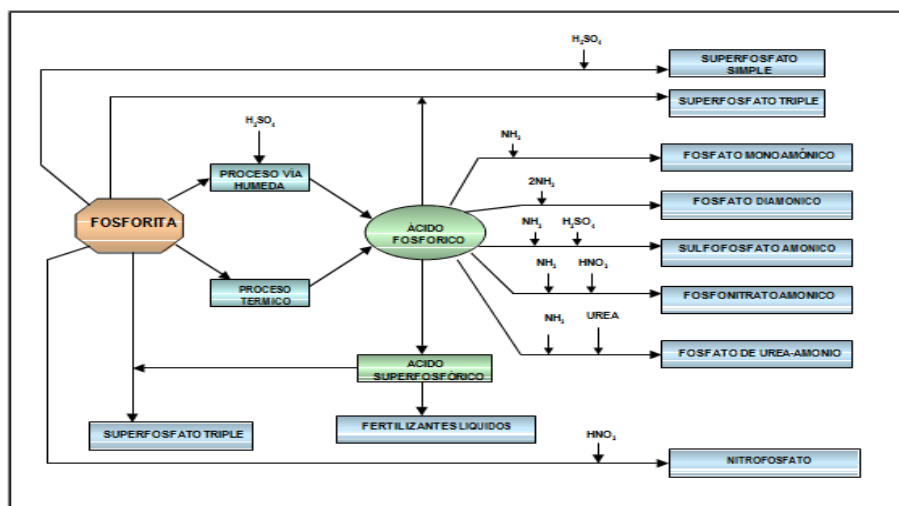 H₂SO₄
SUPERFOSFATO
SIMPLE
SUPERFOSFATO TRIPLE
H₂SO₄
NH₃
PROCESO VÍA
HUMEDA
FOSFATO MONOAMÓNICO
2NH₃
FOSFATO DIAMONICO
FOSFORITA
ÁCIDO
FOSFORICO
NH₃
H₂SO₄
SULFOFOSFATO AMONICO
NH₃
HNO₃
PROCESO
TERMICO
FOSFONITRATO AMONICO
NH₃
UREA
FOSFATO DE UREA-AMONIO
ACIDO
SUPERFOSFÓRICO
SUPERFOSFATO TRIPLE
FERTILIZANTES LIQUIDOS
HNO₃
NITROFOSFATO